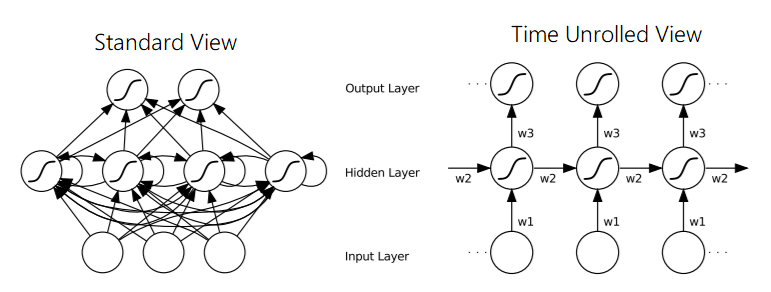 Standard View
Time Unrolled View
Output Layer
· · ·
· · ·
w3
w3
w3
Hidden Layer
w2
w2
w2
w2
w1
w1
w1
Input Layer
· · ·
· · ·